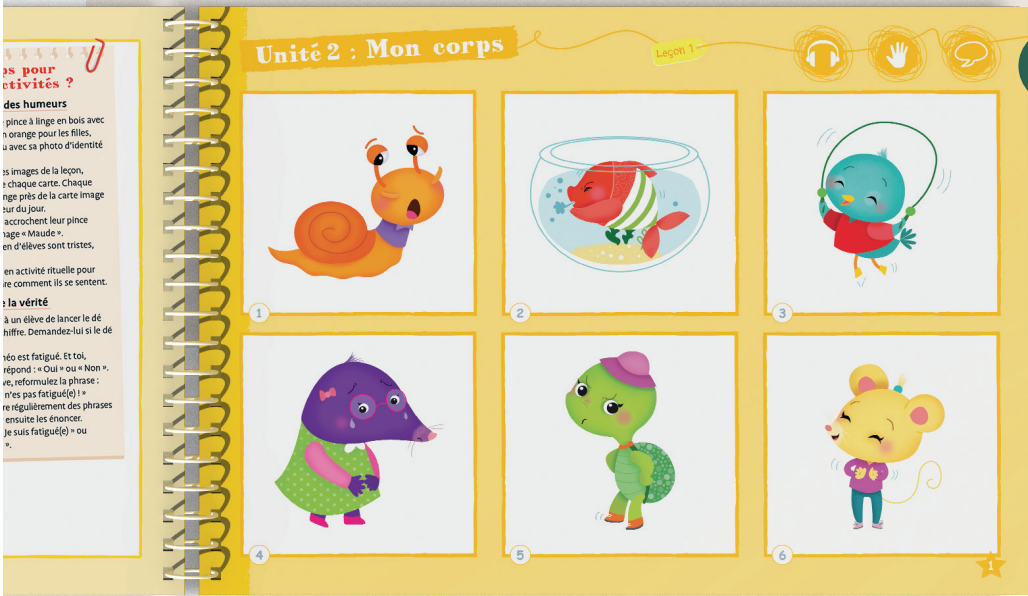 ps pour
ctivités ?
des humeurs
pince à linge en bois avec
n orange pour les filles,
u avec sa photo d'identité
es images de la leçon,
e chaque carte. Chaque
nge près de la carte image
eur du jour.
accrochent leur pince
mage « Maude ».
en d'élèves sont tristes,
en activité rituelle pour
re comment ils se sentent.
e la vérité
à un élève de lancer le dé
hiffre. Demandez-lui si le dé
néo est fatigué. Et toi,
répond : « Oui » ou « Non ».
ve, reformulez la phrase :
n'es pas fatigué(e) ! »
re régulièrement des phrases
ensuite les énoncer.
Je suis fatigué(e) » ou
».
Unité 2 : Mon corps
Leçon 1
1
2
3
4
5
6
1